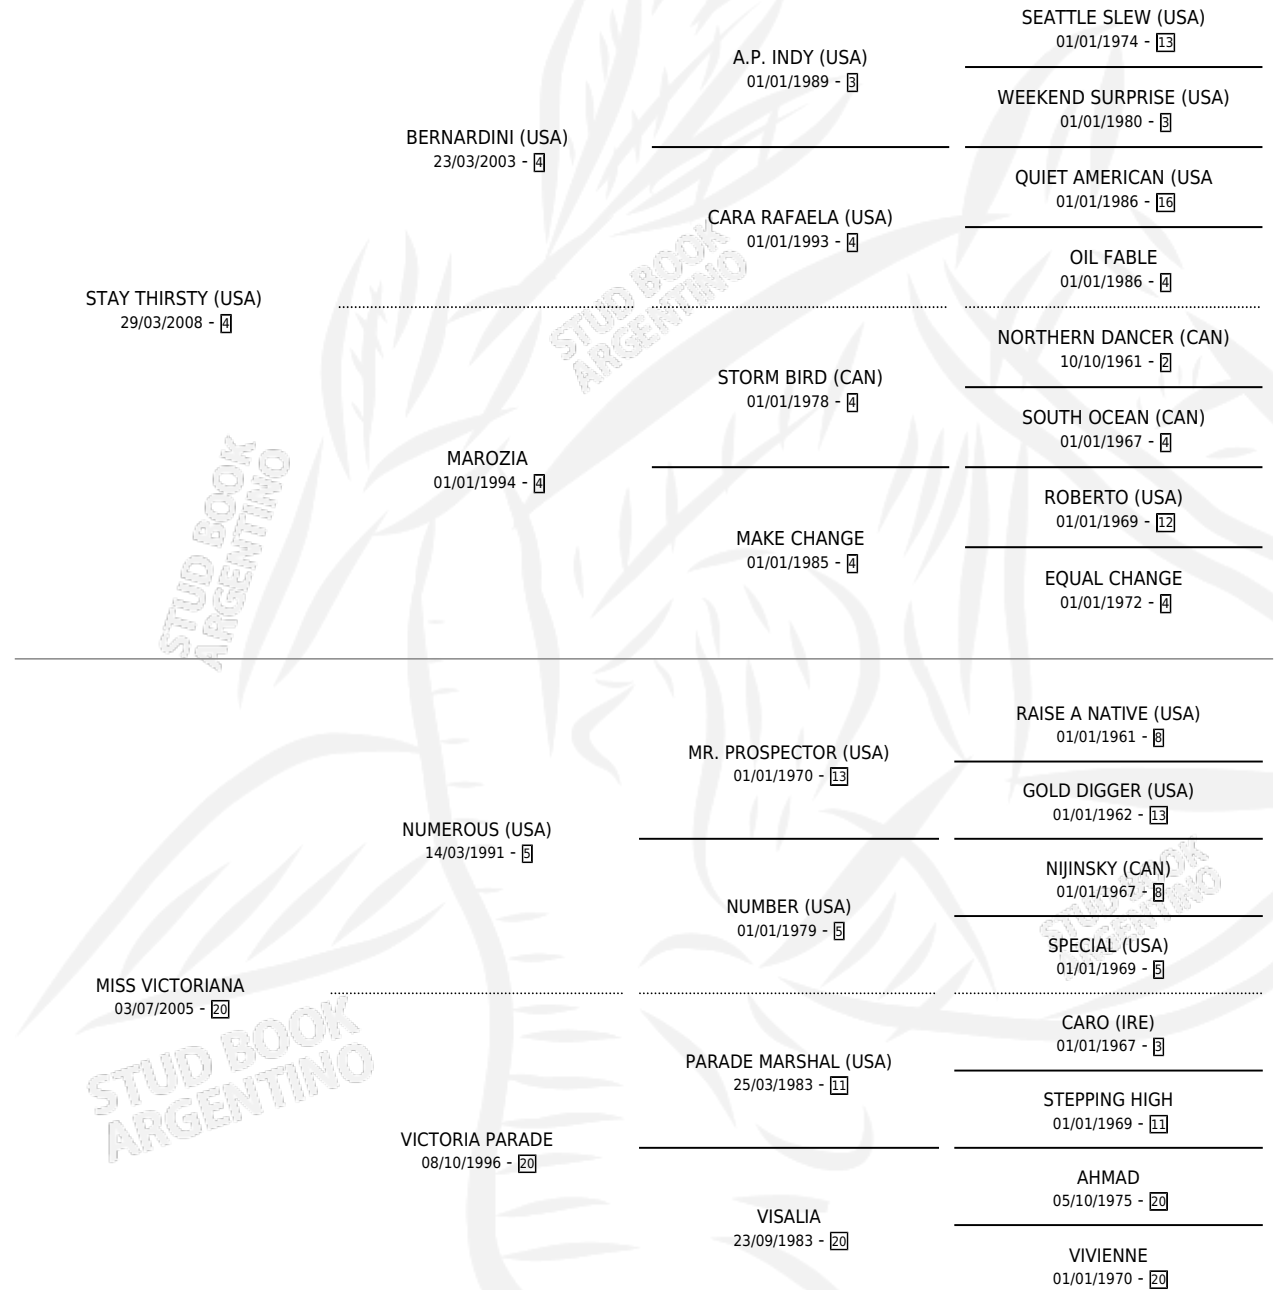 SEATTLE SLEW (USA)
01/01/1974 - 13
A.P. INDY (USA)
01/01/1989 - 3
WEEKEND SURPRISE (USA)
01/01/1980 - 3
BERNARDINI (USA)
23/03/2003 - 4
QUIET AMERICAN (USA
01/01/1986 - 16
CARA RAFAELA (USA)
01/01/1993 - 4
OIL FABLE
01/01/1986 - 4
STAY THIRSTY (USA)
29/03/2008 - 4
NORTHERN DANCER (CAN)
10/10/1961 - 2
STORM BIRD (CAN)
01/01/1978 - 4
SOUTH OCEAN (CAN)
01/01/1967 - 4
MAROZIA
01/01/1994 - 4
ROBERTO (USA)
01/01/1969 - 12
MAKE CHANGE
01/01/1985 - 4
EQUAL CHANGE
01/01/1972 - 4
STUD BOOK
ARGENTINO
STUD BOOK
ARGENTINO
RAISE A NATIVE (USA)
01/01/1961 - 8
MR. PROSPECTOR (USA)
01/01/1970 - 13
GOLD DIGGER (USA)
01/01/1962 - 13
NUMEROUS (USA)
14/03/1991 - 5
NIJINSKY (CAN)
01/01/1967 - 8
NUMBER (USA)
01/01/1979 - 5
SPECIAL (USA)
01/01/1969 - 5
MISS VICTORIANA
03/07/2005 - 20
CARO (IRE)
01/01/1967 - 3
PARADE MARSHAL (USA)
25/03/1983 - 11
STEPPING HIGH
01/01/1969 - 11
VICTORIA PARADE
08/10/1996 - 20
AHMAD
05/10/1975 - 20
VISALIA
23/09/1983 - 20
VIVIENNE
01/01/1970 - 20
STUD BOOK
ARGENTINO
STUD BOOK
ARGENTINO